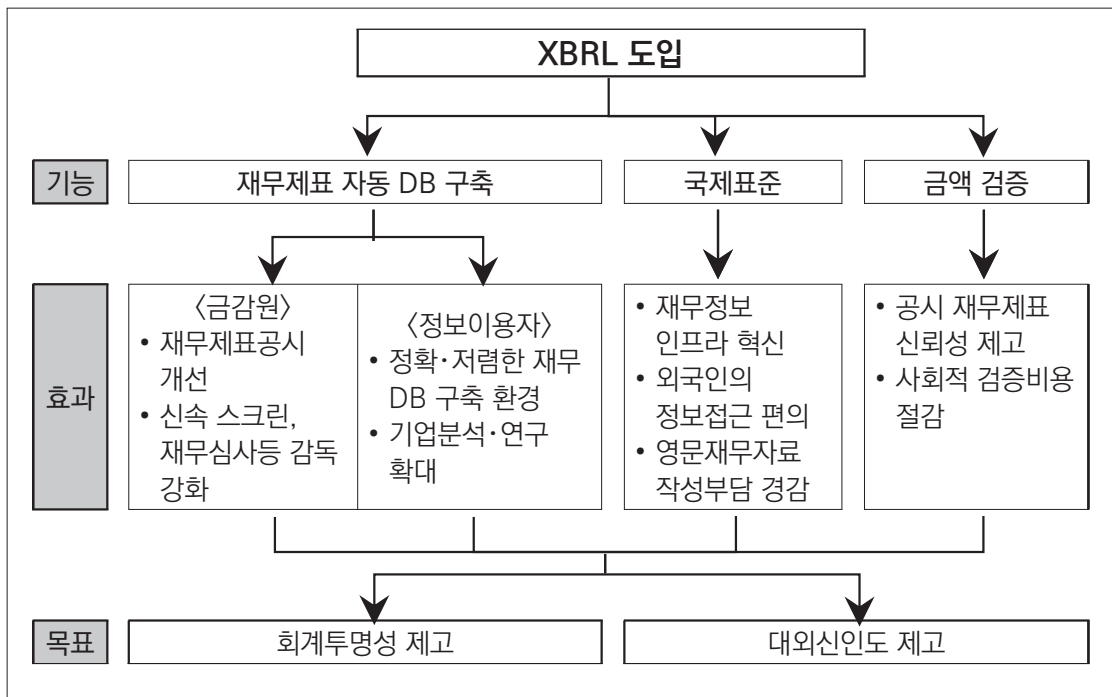 XBRL 도입
기능
재무제표 자동 DB 구축
국제표준
금액 검증
효과
〈금감원〉
• 재무제표공시
개선
• 신속 스크린,
재무심사등 감독
강화
〈정보이용자〉
• 정확·저렴한 재무
DB 구축 환경
• 기업분석·연구
확대
• 재무정보
인프라 혁신
• 외국인의
정보접근 편의
• 영문재무자료
작성부담 경감
• 공시 재무제표
신뢰성 제고
• 사회적 검증비용
절감
목표
회계투명성 제고
대외신인도 제고